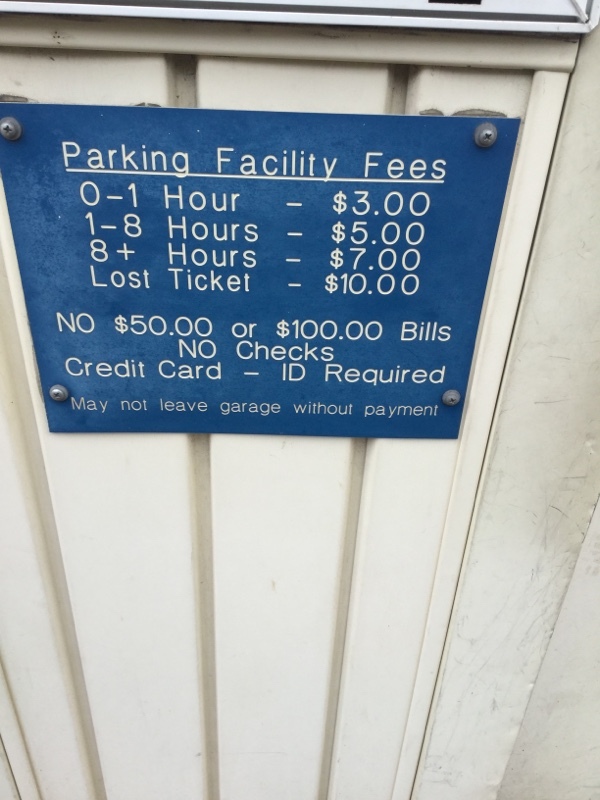 Parking Facility Fees
0-1 Hour - $3.00
1-8 Hours - $5.00
8+ Hours - $7.00
Lost Ticket - $10.00
NO $50.00 or $100.00 Bills
NO Checks
Credit Card - ID Required
May not leave garage without payment